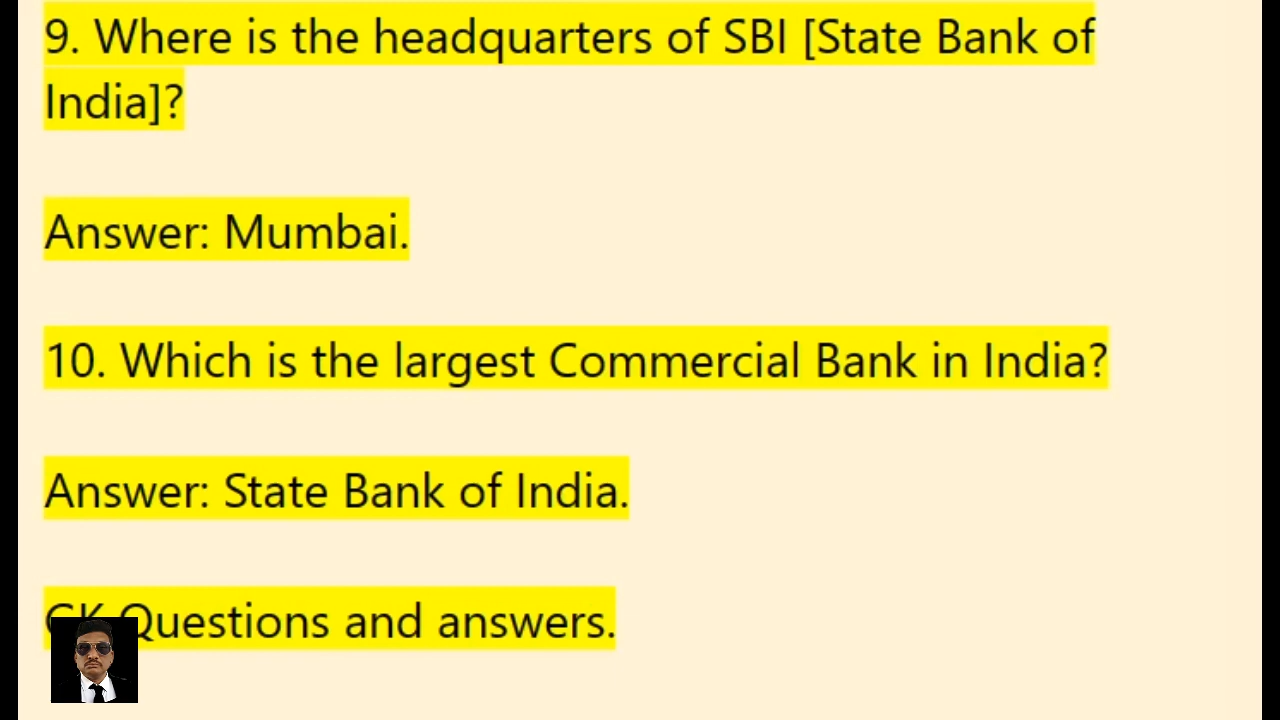 9. Where is the headquarters of SBI [State Bank of
India]?
Answer: Mumbai.
10. Which is the largest Commercial Bank in India?
Answer: State Bank of India.
GK Questions and answers.